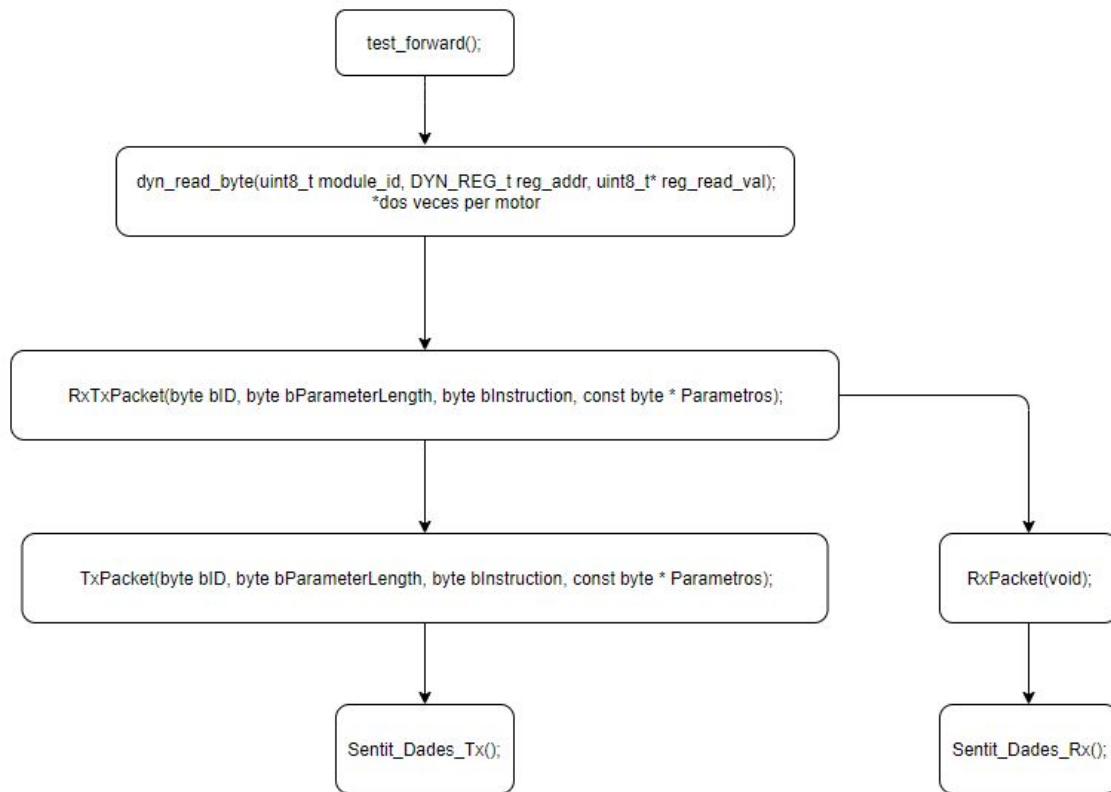 test_forward();
dyn_read_byte(uint8_t module_id, DYN_REG_t reg_addr, uint8_t* reg_read_val);
*dos veces per motor
RxTxPacket(byte bID, byte bParameterLength, byte bInstruction, const byte * Parametros);
TxPacket(byte bID, byte bParameterLength, byte bInstruction, const byte * Parametros);
RxPacket(void);
Sentit_Dades_Tx();
Sentit_Dades_Rx();